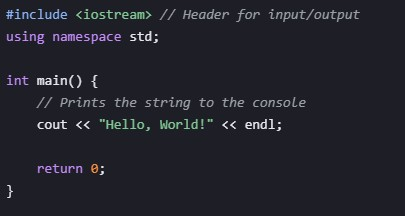 #include <iostream> // Header for input/output
using namespace std;
int main() {
// Prints the string to the console
cout << "Hello, World!" << endl;
return 0;
}